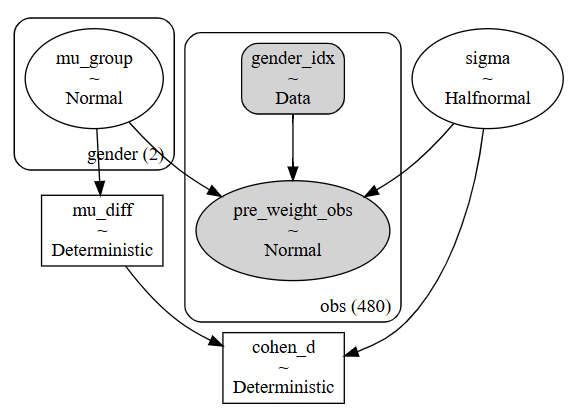 mu_group
~
Normal
gender (2)
gender_idx
~
Data
sigma
~
Halfnormal
mu_diff
~
Deterministic
pre_weight_obs
~
Normal
obs (480)
cohen_d
~
Deterministic